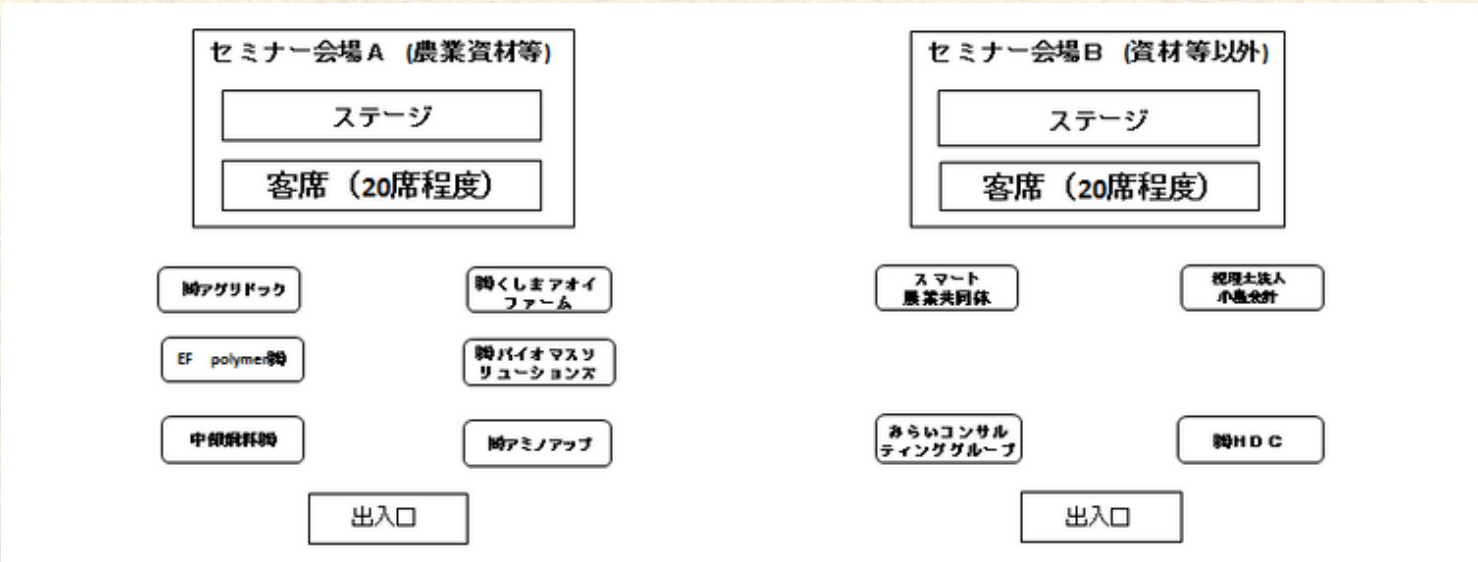 セミナー会場A (農業資材等)
ステージ
客席（20席程度）
㈱アグリドック
㈱くしまアオイ
ファーム
EF polymer㈱
㈱バイオマスソ
リューションズ
中部飼料㈱
㈱アミノアップ
出入口
セミナー会場B (資材等以外)
ステージ
客席（20席程度）
スマート
農業共同体
税理士法人
小島会計
あらいコンサル
ティンググループ
㈱HDC
出入口